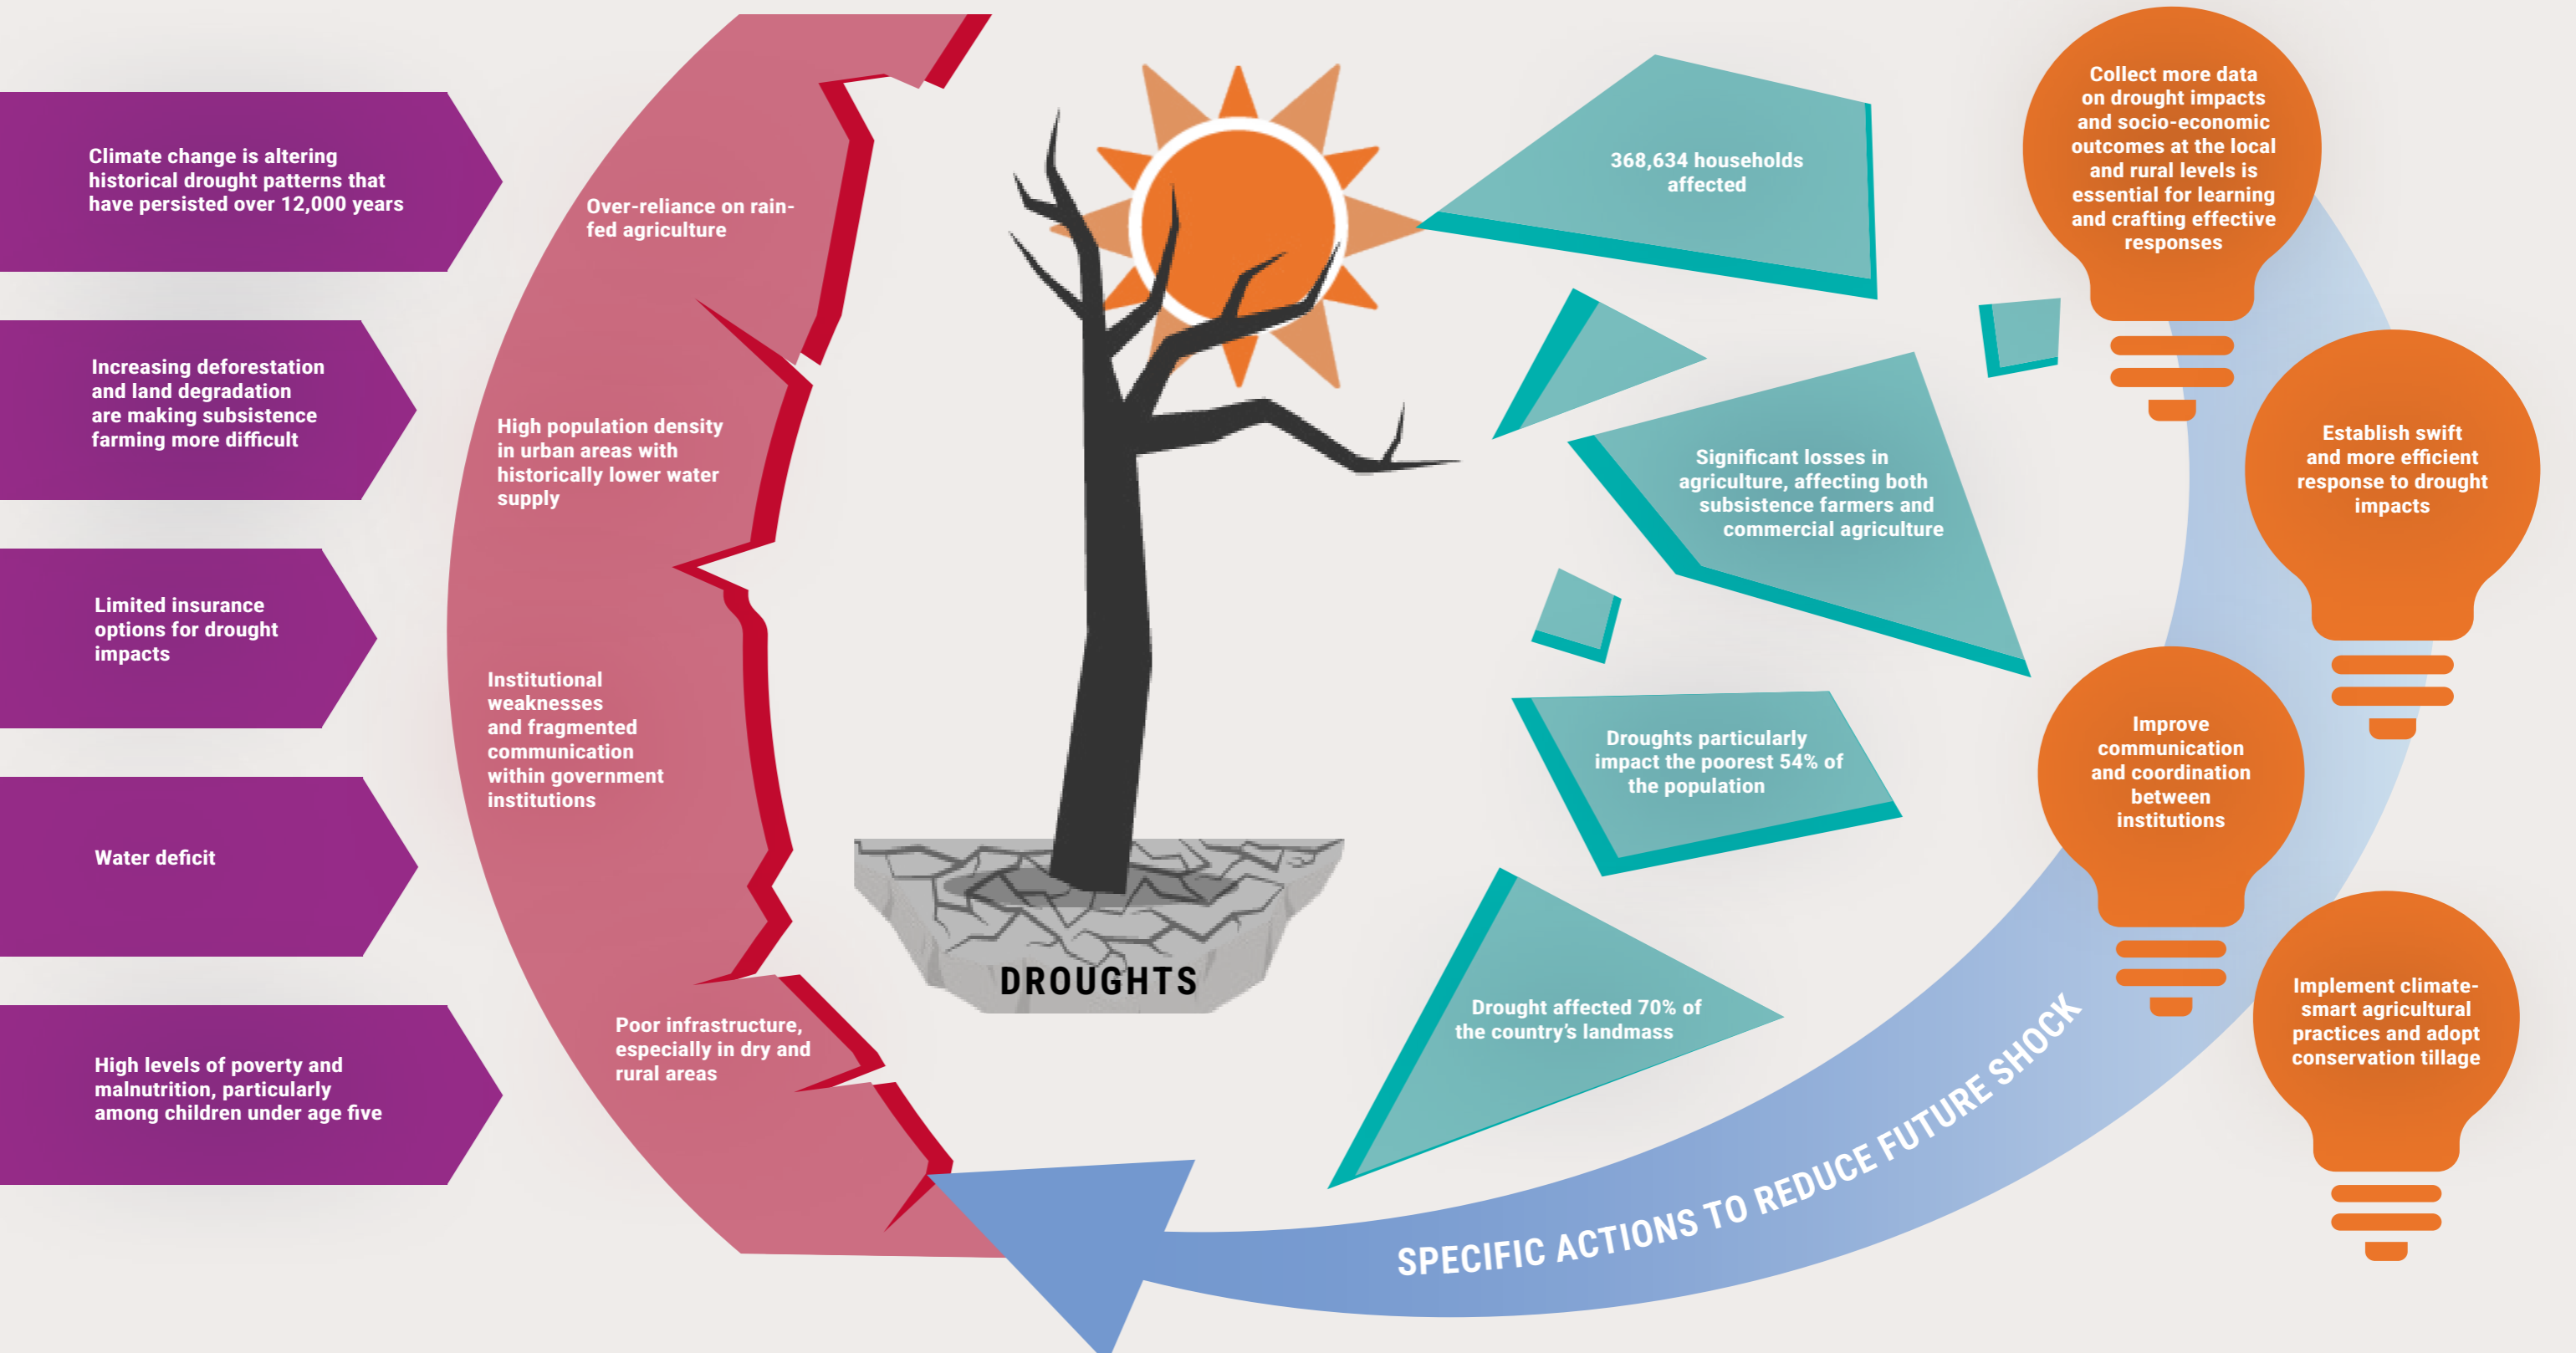 Climate change is altering
historical drought patterns that
have persisted over 12,000 years
Increasing deforestation
and land degradation
are making subsistence
farming more difficult
Limited insurance
options for drought
impacts
Water deficit
High levels of poverty and
malnutrition, particularly
among children under age five
Over-reliance on rain-
fed agriculture
High population density
in urban areas with
historically lower water
supply
Institutional
weaknesses
and fragmented
communication
within government
institutions
Poor infrastructure,
especially in dry and
rural areas
DROUGHTS
368,634 households
affected
Significant losses in
agriculture, affecting both
subsistence farmers and
commercial agriculture
Droughts particularly
impact the poorest 54% of
the population
Drought affected 70% of
the country’s landmass
Collect more data
on drought impacts
and socio-economic
outcomes at the local
and rural levels is
essential for learning
and crafting effective
responses
Establish swift
and more efficient
response to drought
impacts
Improve
communication
and coordination
between
institutions
Implement climate-
smart agricultural
practices and adopt
conservation tillage
SPECIFIC ACTIONS TO REDUCE FUTURE SHOCK